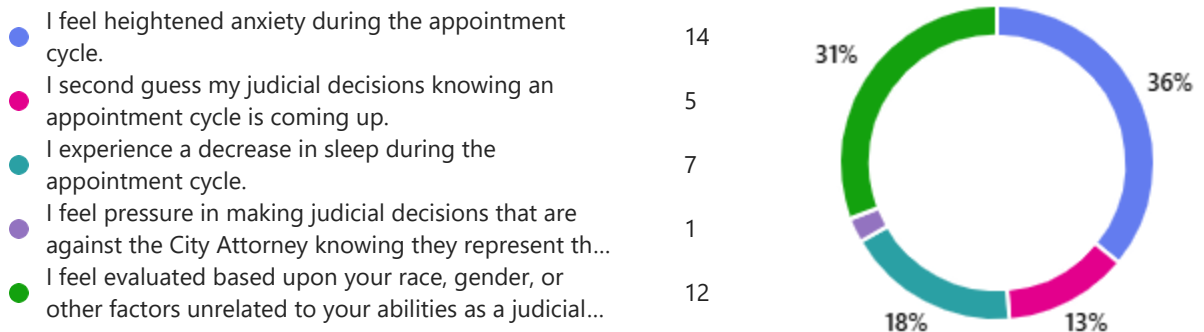 I feel heightened anxiety during the appointment
cycle.
14
I second guess my judicial decisions knowing an
appointment cycle is coming up.
5
I experience a decrease in sleep during the
appointment cycle.
7
I feel pressure in making judicial decisions that are
against the City Attorney knowing they represent th...
1
I feel evaluated based upon your race, gender, or
other factors unrelated to your abilities as a judicial...
12
31%
36%
18%
13%